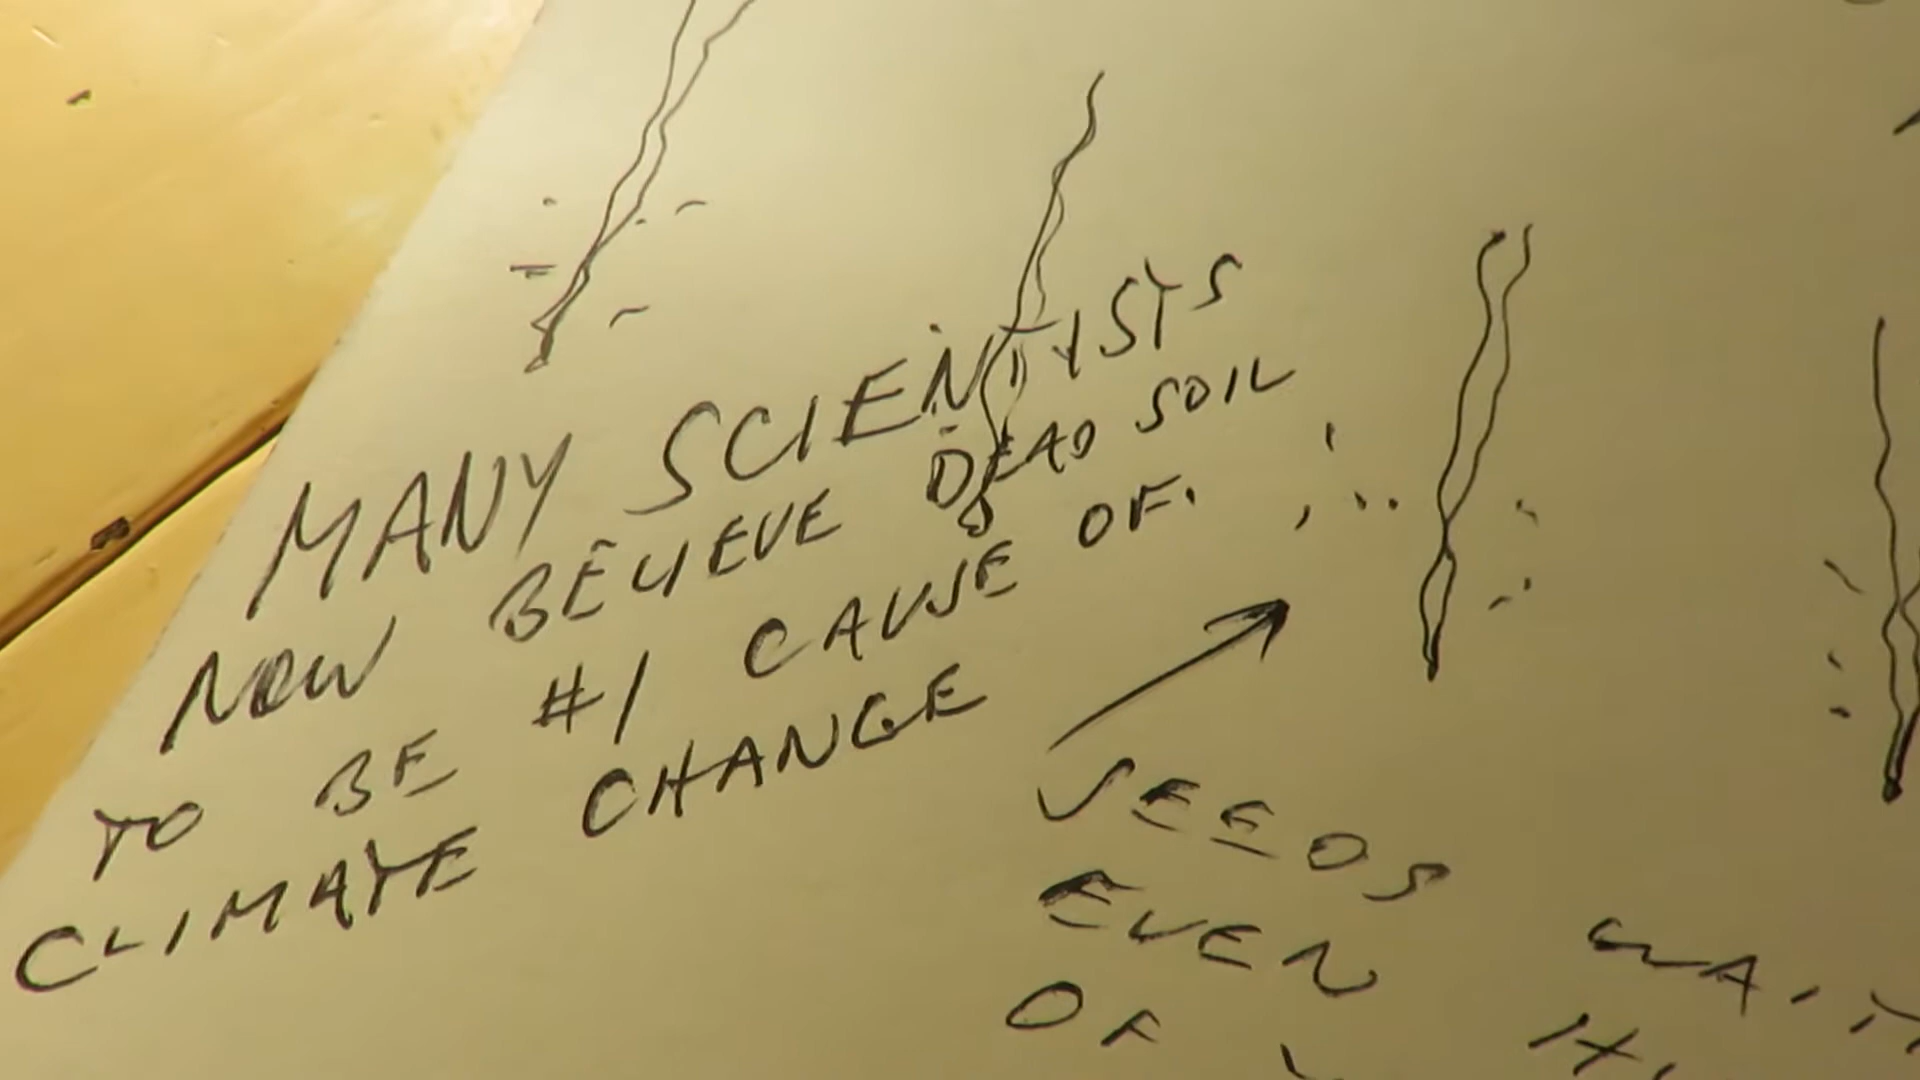 MANY SCIENTISTS
NOW BELIEVE DEAD SOIL
TO BE #1 CAUSE OF.
CLIMATE CHANGE
SEEDS
EVEN
OF